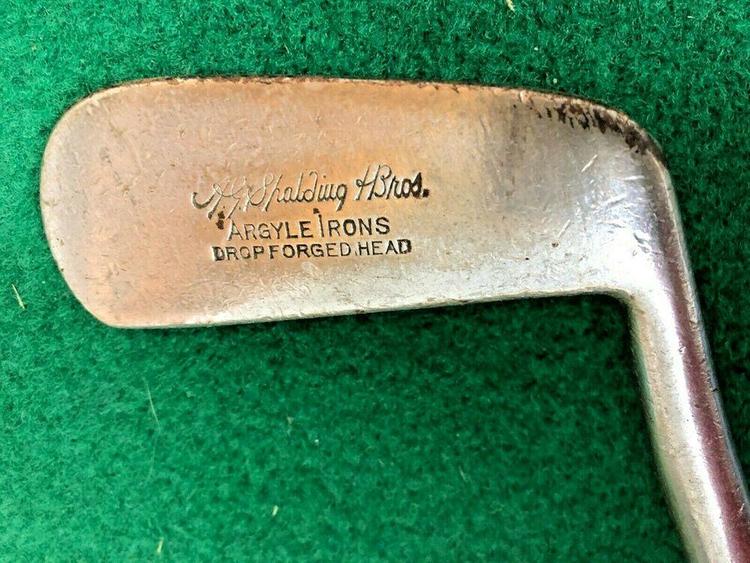 A.G. Spalding & Bros.
ARGYLE IRONS
DROP FORGED HEAD